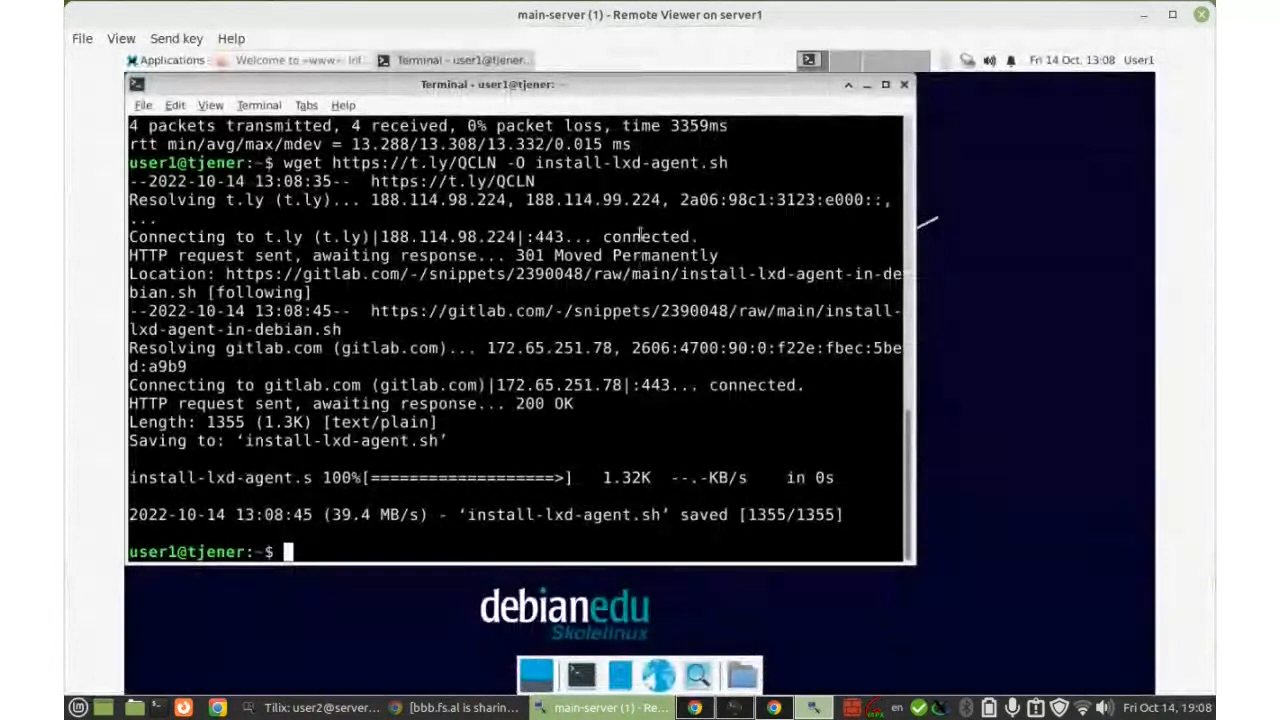 main-server (1) - Remote Viewer on server1
File View Send key Help
Applications Welcome to «www»: Inf... Terminal - user1@tjener:... Fri 14 Oct, 13:08 User1
Terminal - user1@tjener: ~
File Edit View Terminal Tabs Help
4 packets transmitted, 4 received, 0% packet loss, time 3359ms
rtt min/avg/max/mdev = 13.288/13.308/13.332/0.015 ms
user1@tjener:~$ wget https://t.ly/QCLN -O install-lxd-agent.sh
--2022-10-14 13:08:35-- https://t.ly/QCLN
Resolving t.ly (t.ly)... 188.114.98.224, 188.114.99.224, 2a06:98c1:3123:e000::,
...
Connecting to t.ly (t.ly)|188.114.98.224|:443... connected.
HTTP request sent, awaiting response... 301 Moved Permanently
Location: https://gitlab.com/-/snippets/2390048/raw/main/install-lxd-agent-in-de
bian.sh [following]
--2022-10-14 13:08:45-- https://gitlab.com/-/snippets/2390048/raw/main/install-
lxd-agent-in-debian.sh
Resolving gitlab.com (gitlab.com)... 172.65.251.78, 2606:4700:90:0:f22e:fbec:5be
d:a9b9
Connecting to gitlab.com (gitlab.com)|172.65.251.78|:443... connected.
HTTP request sent, awaiting response... 200 OK
Length: 1355 (1.3K) [text/plain]
Saving to: ‘install-lxd-agent.sh’
install-lxd-agent.s 100%[===================>] 1.32K --.-KB/s in 0s
2022-10-14 13:08:45 (39.4 MB/s) - ‘install-lxd-agent.sh’ saved [1355/1355]
user1@tjener:~$
debianedu
Skolelinux
Tilix: user2@server... [bbb.fs.al is sharin... main-server (1) - Re... en Fri Oct 14, 19:08